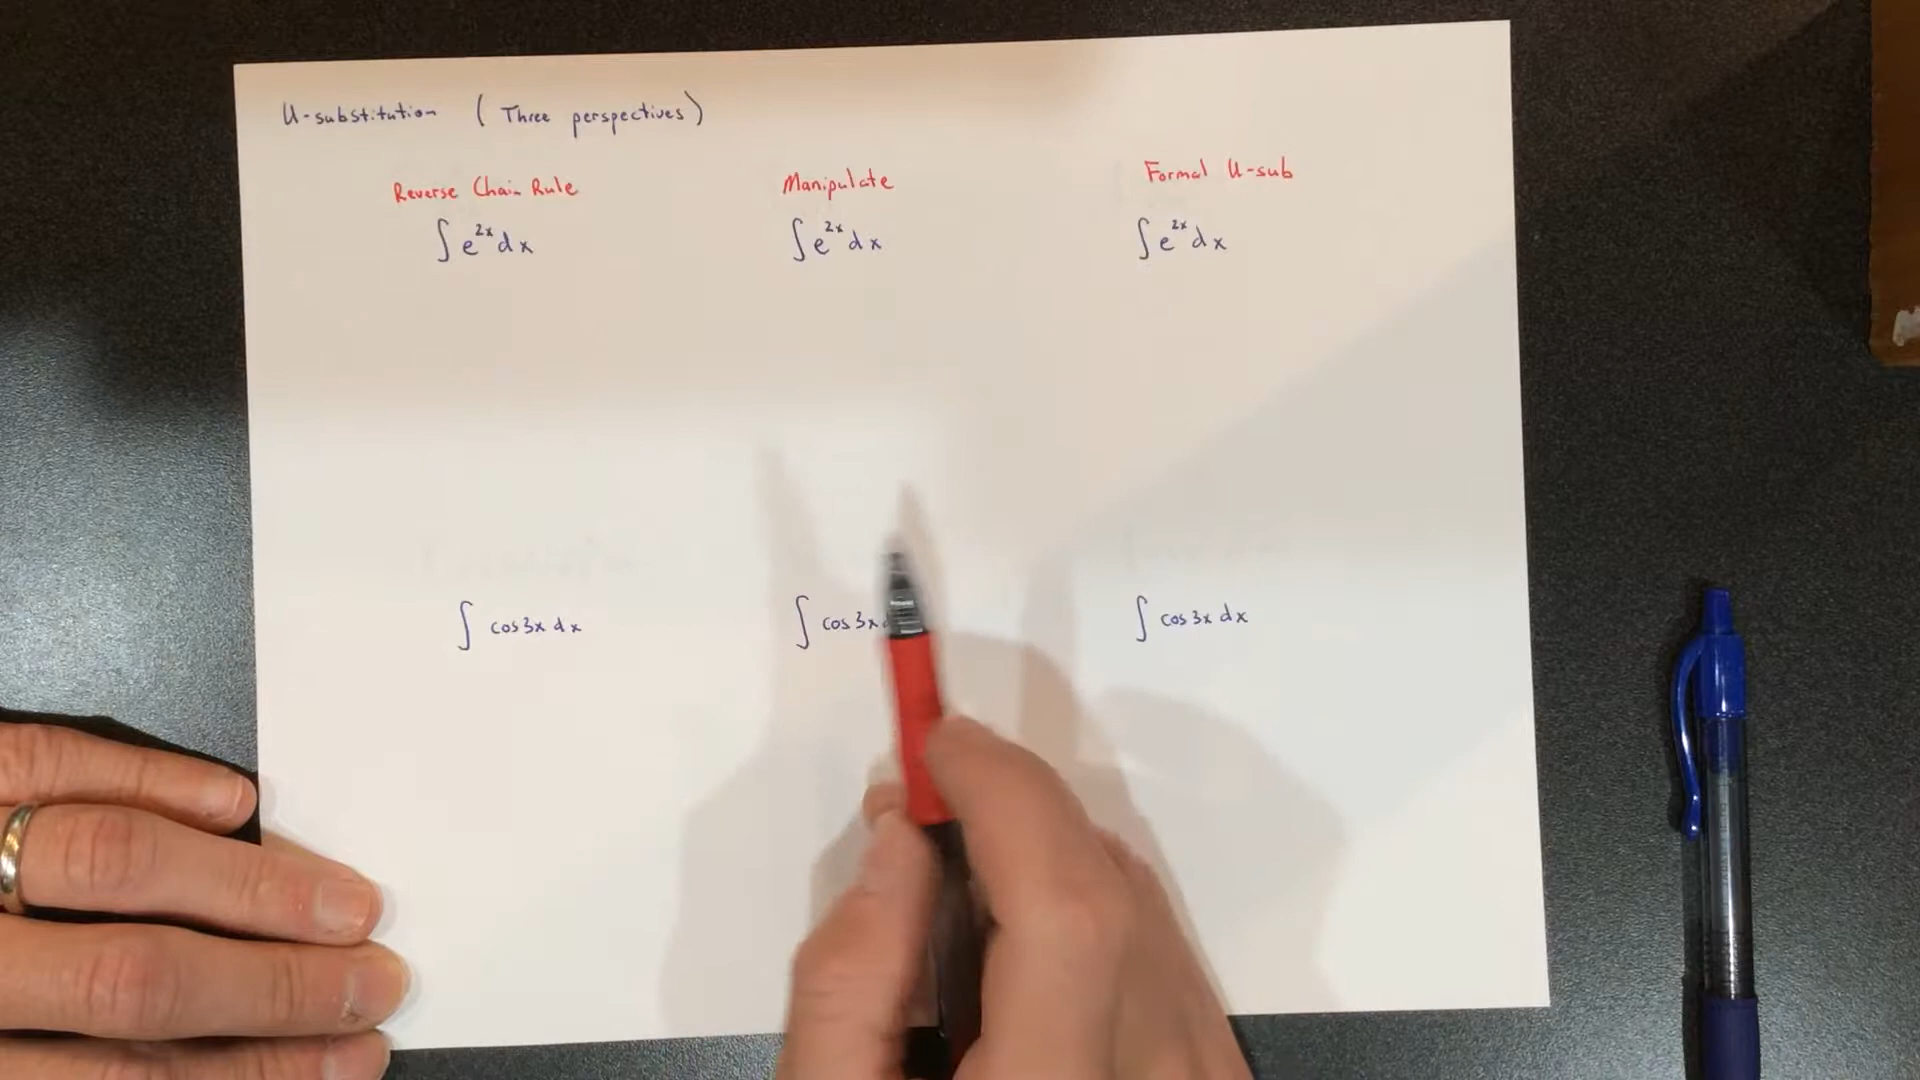 U-substitution (Three perspectives)
Reverse Chain Rule
Manipulate
Formal U-sub
∫ e^{2x} dx
∫ e^{2x} dx
∫ e^{2x} dx
∫ cos 3x dx
∫ cos 3x d
∫ cos 3x dx